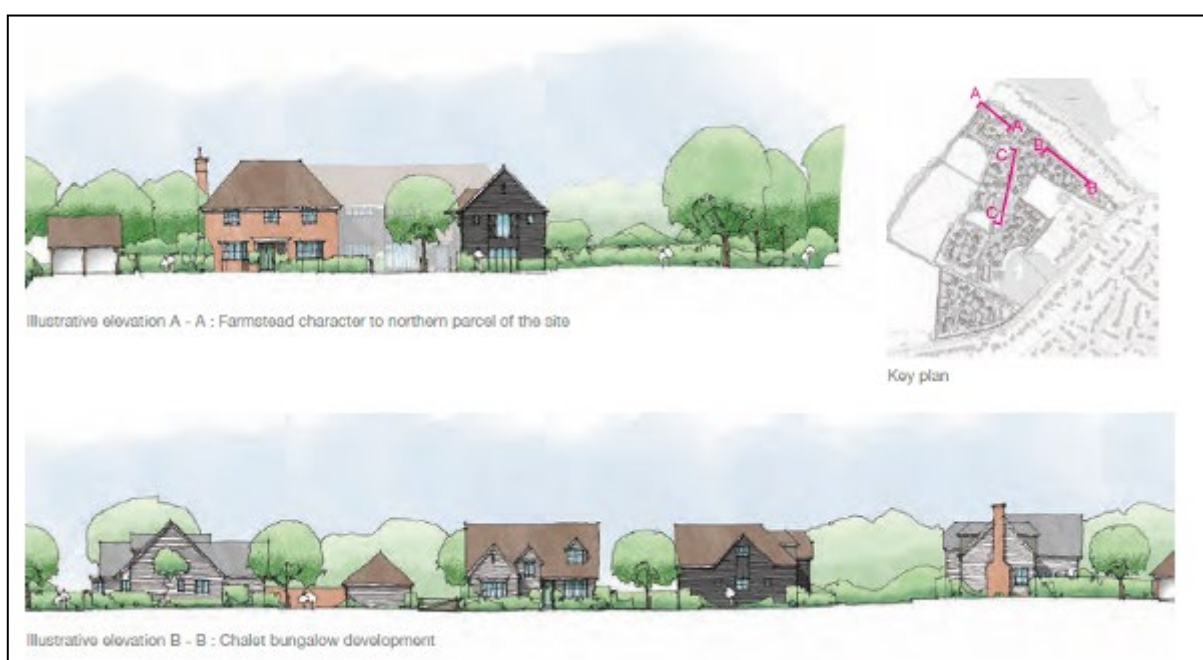 A
A
B
C
B
C
Illustrative elevation A - A : Farmstead character to northern parcel of the site
Key plan
Illustrative elevation B - B : Chalet bungalow development